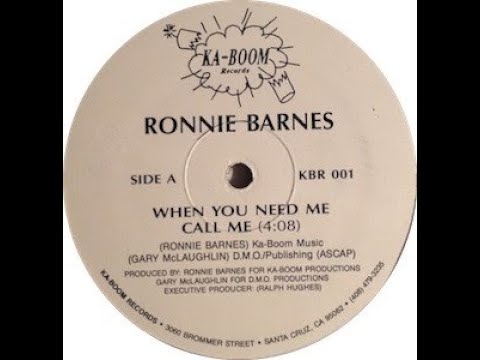 KA-BOOM
Records
RONNIE BARNES
SIDE A
KBR 001
WHEN YOU NEED ME
CALL ME (4:08)
(RONNIE BARNES) Ka-Boom Music
(GARY McLAUGHLIN) D.M.O./Publishing (ASCAP)
PRODUCED BY: RONNIE BARNES FOR KA-BOOM PRODUCTIONS
GARY McLAUGHLIN FOR D.M.O. PRODUCTIONS
EXECUTIVE PRODUCER: (RALPH HUGHES)
KA-BOOM RECORDS • 3060 BROMMER STREET • SANTA CRUZ, CA 95062 • (408) 479-3235